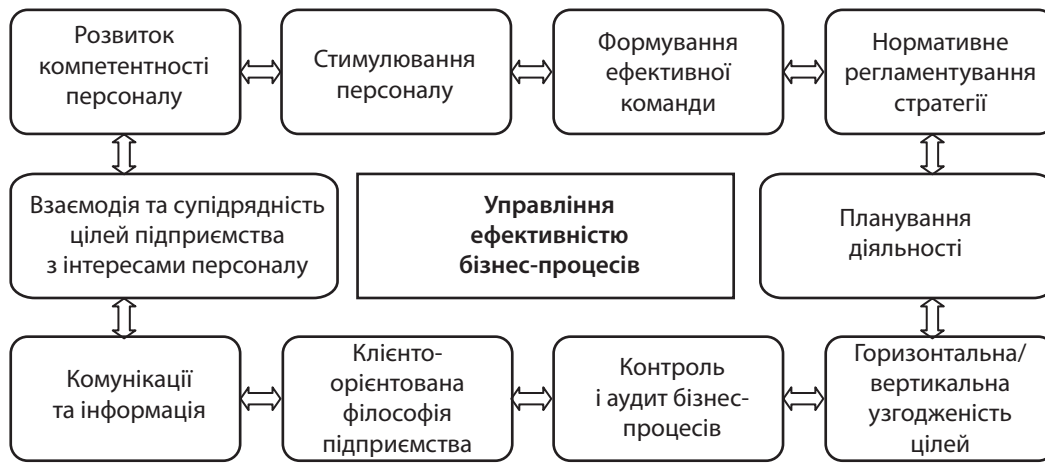 Розвиток
компетентності
персоналу
Стимулювання
персоналу
Формування
ефективної
команди
Нормативне
регламентування
стратегії
Взаємодія та супідрядність
цілей підприємства
з інтересами персоналу
Управління
ефективністю
бізнес-процесів
Планування
діяльності
Комунікації
та інформація
Клієнто-
орієнтована
філософія
підприємства
Контроль
і аудит бізнес-
процесів
Горизонтальна/
вертикальна
узгодженість
цілей